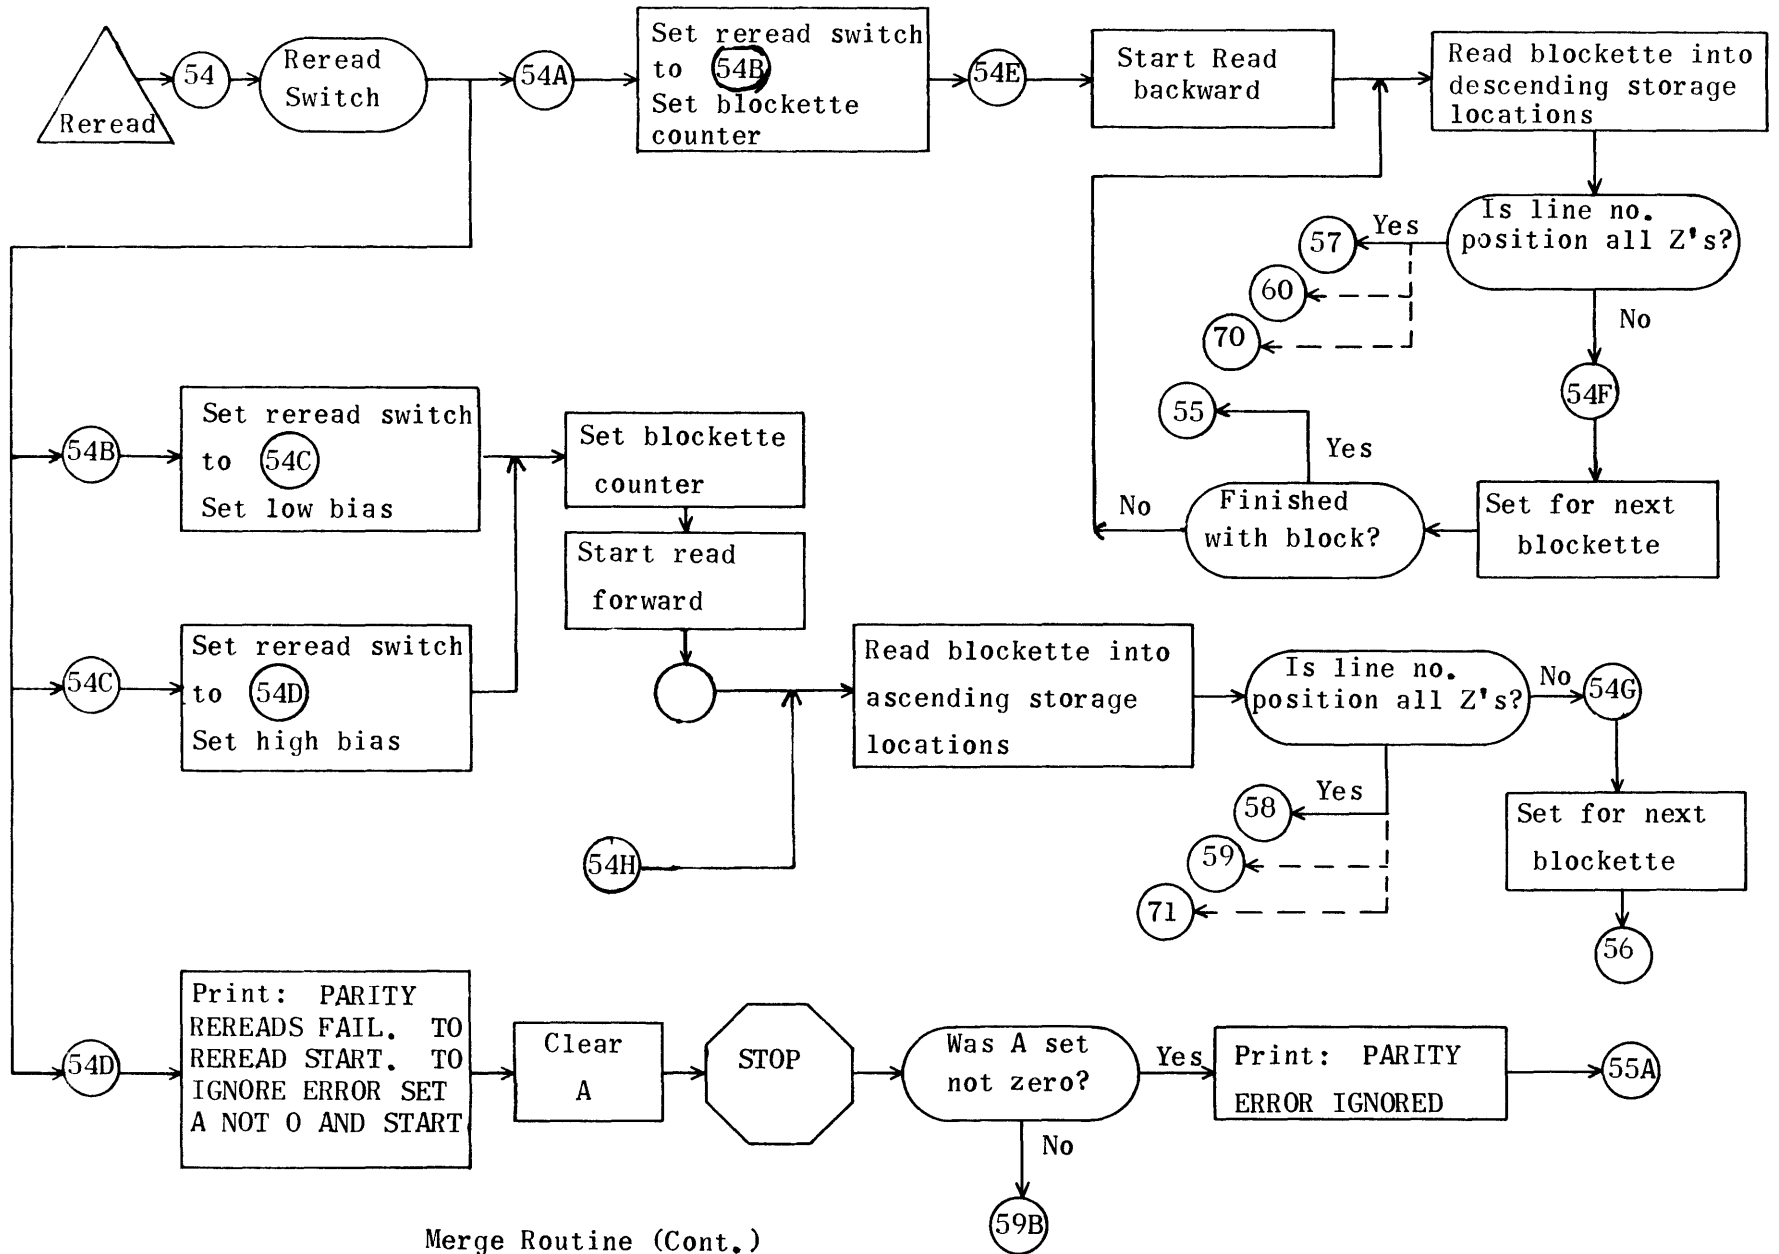 Reread
54
Reread
Switch
54A
Set reread switch
to 54B
Set blockette
counter
54E
Start Read
backward
Read blockette into
descending storage
locations
Is line no.
position all Z's?
Yes
57
60
70
No
54F
Set for next
blockette
Finished
with block?
Yes
55
No
54B
Set reread switch
to 54C
Set low bias
Set blockette
counter
Start read
forward
54C
Set reread switch
to 54D
Set high bias
54H
Read blockette into
ascending storage
locations
Is line no.
position all Z's?
No
54G
Yes
58
59
71
Set for next
blockette
56
54D
Print: PARITY
REREADS FAIL. TO
REREAD START. TO
IGNORE ERROR SET
A NOT O AND START
Clear
A
STOP
Was A set
not zero?
Yes
Print: PARITY
ERROR IGNORED
55A
No
59B
Merge Routine (Cont.)